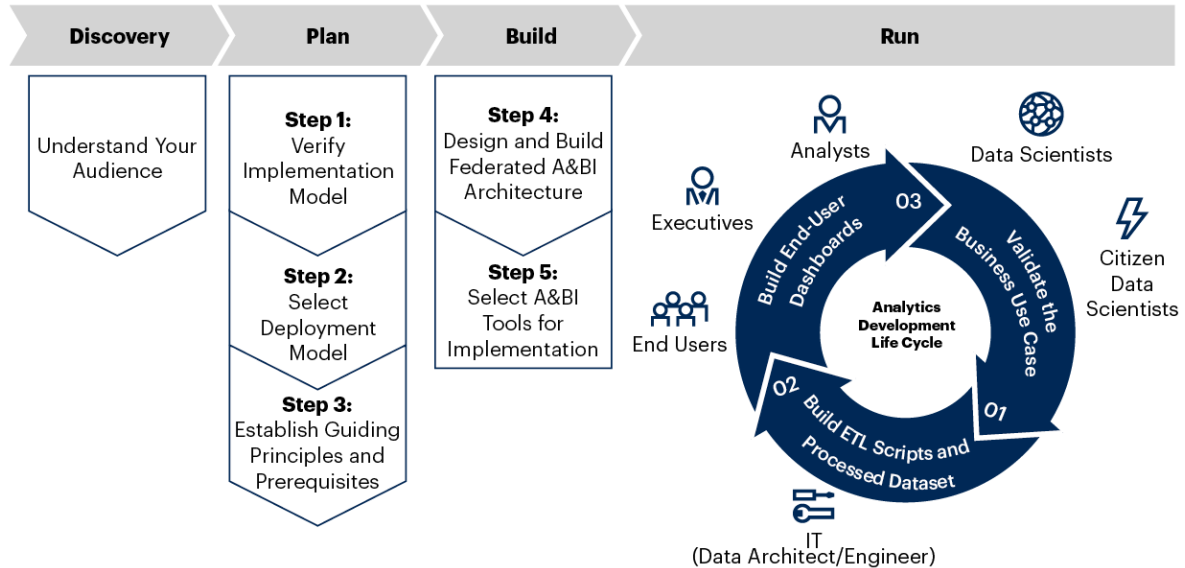 Discovery
Plan
Build
Run
Understand Your
Audience
Step 1:
Verify
Implementation
Model
Step 2:
Select
Deployment
Model
Step 3:
Establish Guiding
Principles and
Prerequisites
Step 4:
Design and Build
Federated A&BI
Architecture
Step 5:
Select A&BI
Tools for
Implementation
Analysts
Data Scientists
Executives
Citizen
Data
Scientists
End Users
IT
(Data Architect/Engineer)
Analytics
Development
Life Cycle
01
Validate the
Business Use Case
02
Build ETL Scripts and
Processed Dataset
03
Build End-User
Dashboards